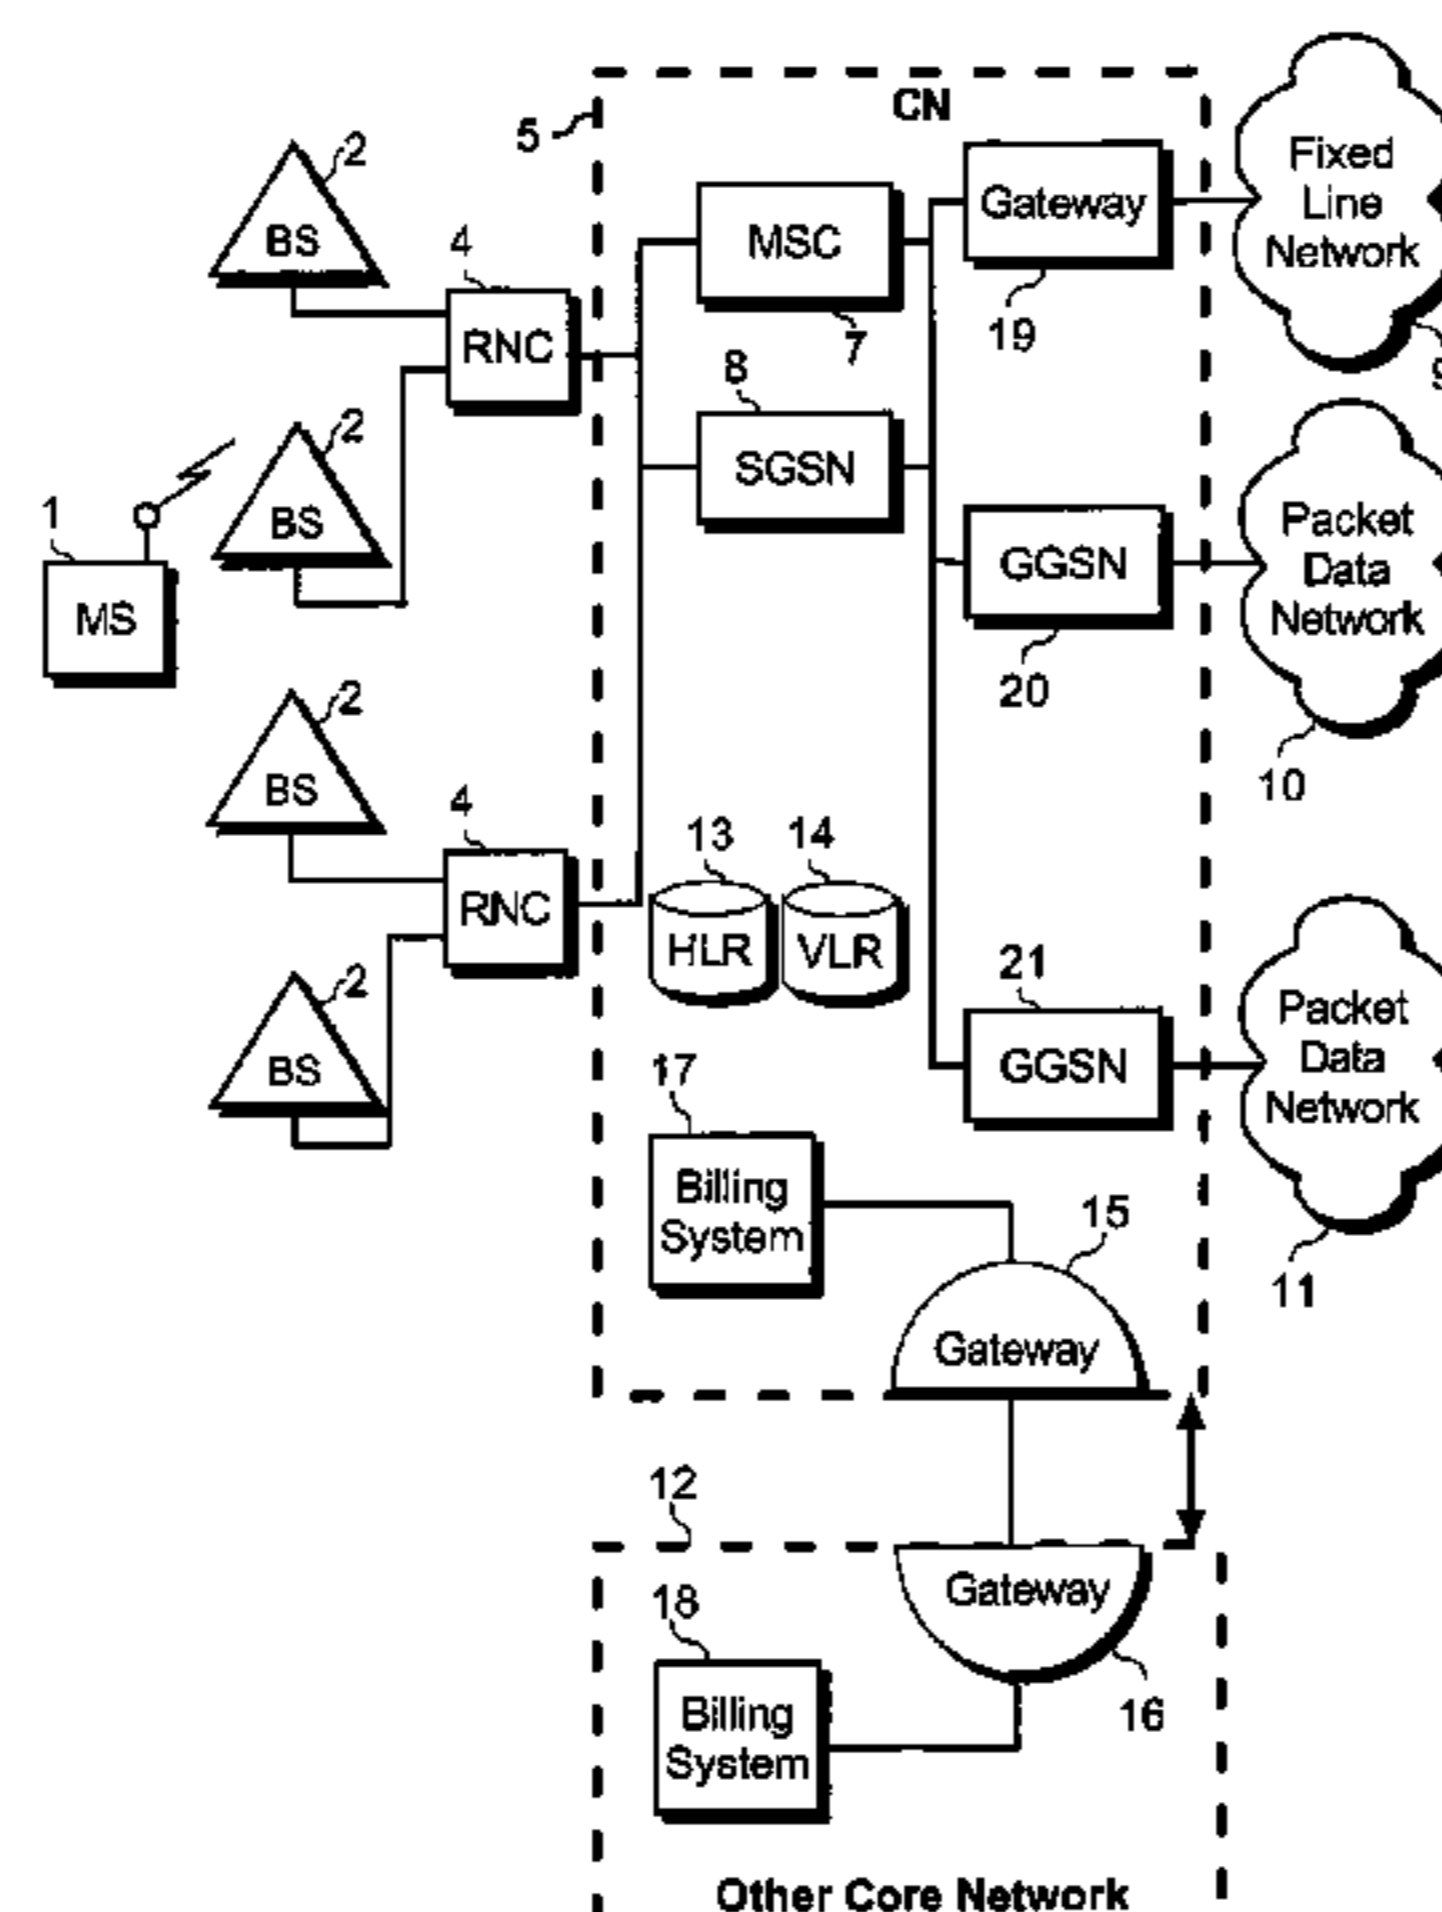 CN
5
2
BS
4
RNC
MSC
7
Gateway
19
Fixed
Line
Network
9
8
SGSN
2
BS
1
MS
GGSN
20
Packet
Data
Network
10
2
BS
4
RNC
13
HLR
14
VLR
21
GGSN
Packet
Data
Network
11
2
BS
17
Billing
System
15
Gateway
12
Gateway
16
18
Billing
System
Other Core Network